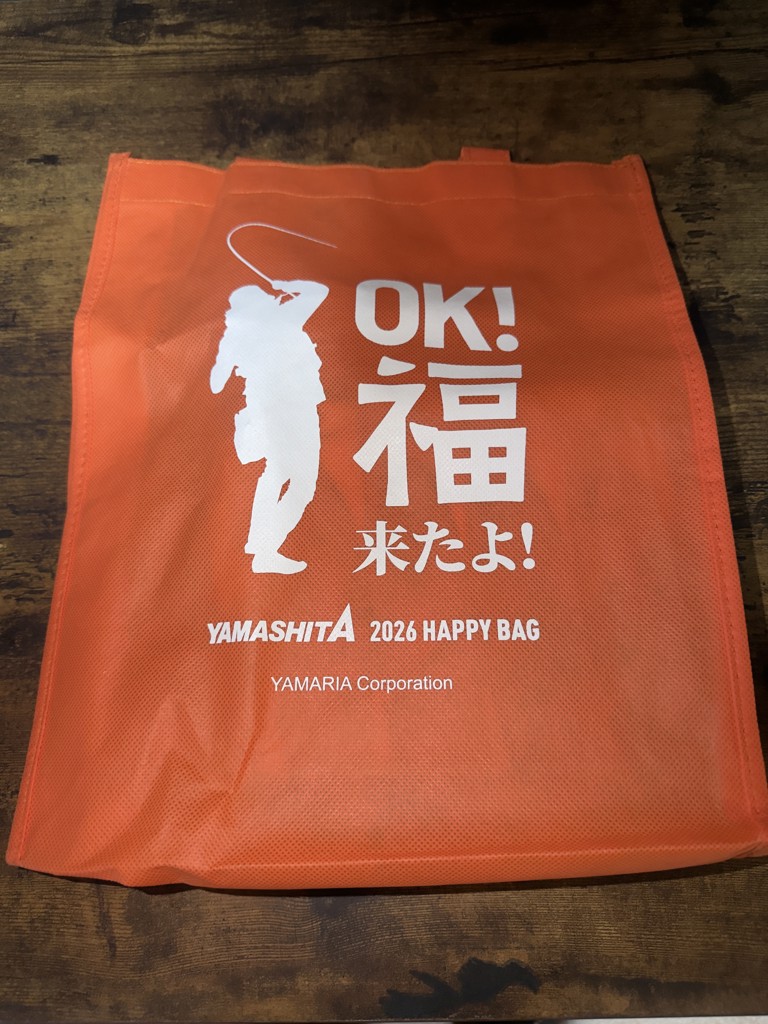 OK!
福
来たよ!
YAMASHITA 2026 HAPPY BAG
YAMARIA Corporation